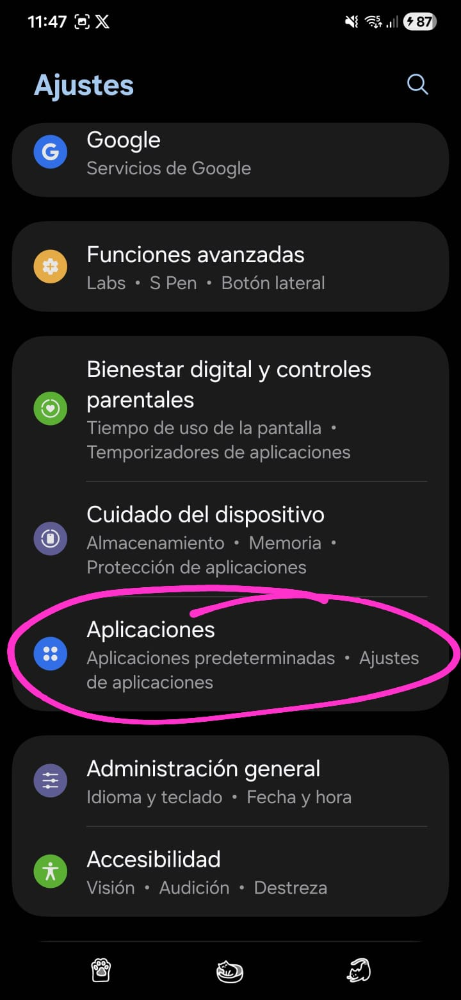 11:47
87
Ajustes
Google
Servicios de Google
Funciones avanzadas
Labs • S Pen • Botón lateral
Bienestar digital y controles
parentales
Tiempo de uso de la pantalla •
Temporizadores de aplicaciones
Cuidado del dispositivo
Almacenamiento • Memoria •
Protección de aplicaciones
Aplicaciones
Aplicaciones predeterminadas • Ajustes
de aplicaciones
Administración general
Idioma y teclado • Fecha y hora
Accesibilidad
Visión • Audición • Destreza